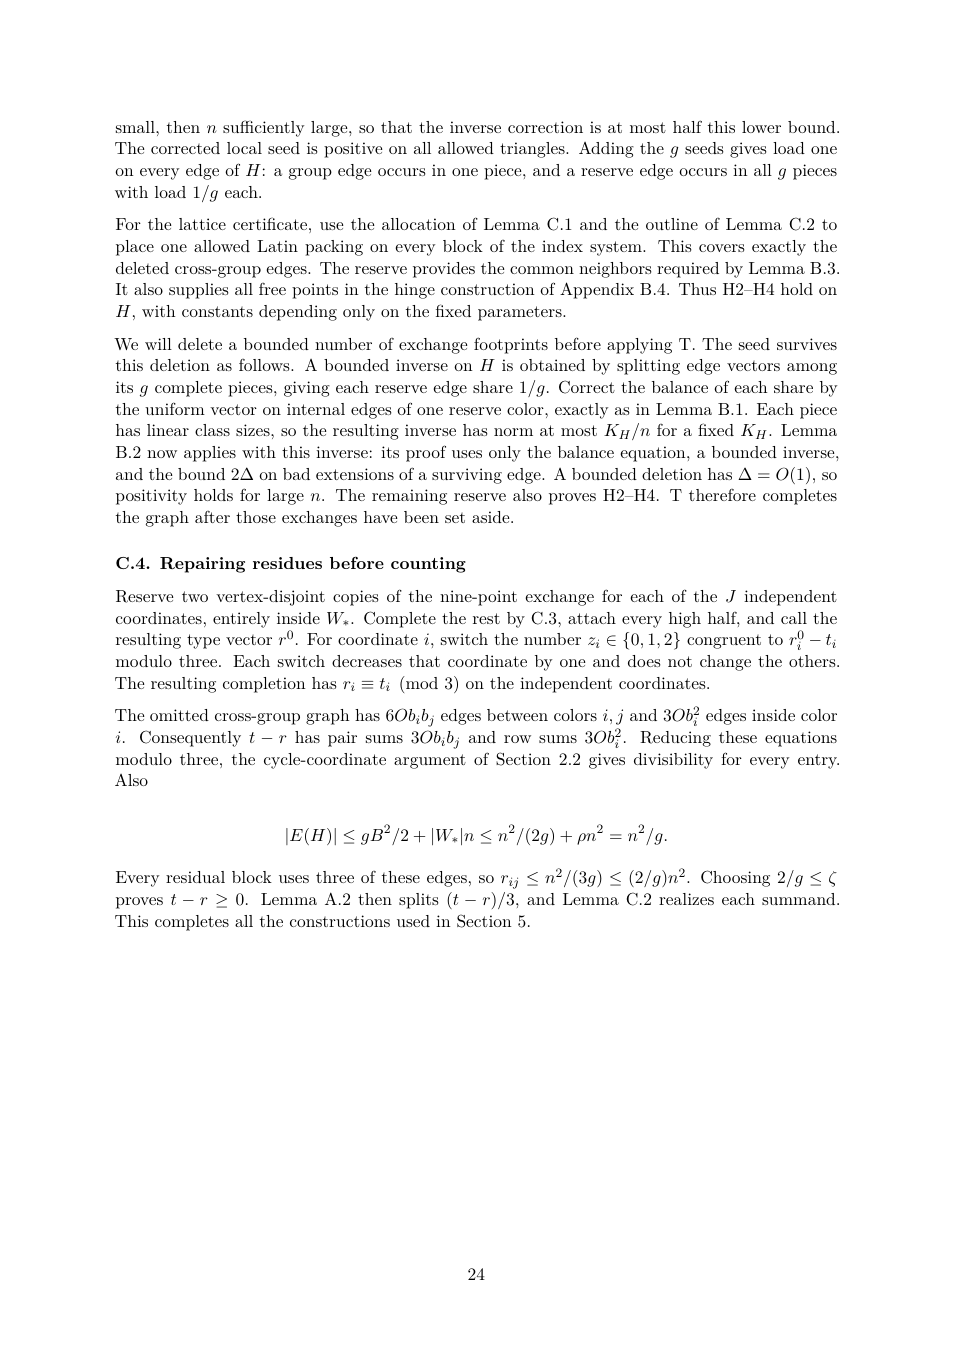 small, then n sufficiently large, so that the inverse correction is at most half this lower bound.
The corrected local seed is positive on all allowed triangles. Adding the g seeds gives load one
on every edge of H: a group edge occurs in one piece, and a reserve edge occurs in all g pieces
with load 1/g each.
For the lattice certificate, use the allocation of Lemma C.1 and the outline of Lemma C.2 to
place one allowed Latin packing on every block of the index system. This covers exactly the
deleted cross-group edges. The reserve provides the common neighbors required by Lemma B.3.
It also supplies all free points in the hinge construction of Appendix B.4. Thus H2–H4 hold on
H, with constants depending only on the fixed parameters.
We will delete a bounded number of exchange footprints before applying T. The seed survives
this deletion as follows. A bounded inverse on H is obtained by splitting edge vectors among
its g complete pieces, giving each reserve edge share 1/g. Correct the balance of each share by
the uniform vector on internal edges of one reserve color, exactly as in Lemma B.1. Each piece
has linear class sizes, so the resulting inverse has norm at most K_H/n for a fixed K_H. Lemma
B.2 now applies with this inverse: its proof uses only the balance equation, a bounded inverse,
and the bound 2Δ on bad extensions of a surviving edge. A bounded deletion has Δ = O(1), so
positivity holds for large n. The remaining reserve also proves H2–H4. T therefore completes
the graph after those exchanges have been set aside.
C.4. Repairing residues before counting
Reserve two vertex-disjoint copies of the nine-point exchange for each of the J independent
coordinates, entirely inside W_*. Complete the rest by C.3, attach every high half, and call the
resulting type vector r^0. For coordinate i, switch the number z_i ∈ {0, 1, 2} congruent to r_i^0 − t_i
modulo three. Each switch decreases that coordinate by one and does not change the others.
The resulting completion has r_i ≡ t_i (mod 3) on the independent coordinates.
The omitted cross-group graph has 6Ob_ib_j edges between colors i, j and 3Ob_i^2 edges inside color
i. Consequently t − r has pair sums 3Ob_ib_j and row sums 3Ob_i^2. Reducing these equations
modulo three, the cycle-coordinate argument of Section 2.2 gives divisibility for every entry.
Also
|E(H)| ≤ gB^2/2 + |W_*|n ≤ n^2/(2g) + ρn^2 = n^2/g.
Every residual block uses three of these edges, so r_{ij} ≤ n^2/(3g) ≤ (2/g)n^2. Choosing 2/g ≤ ζ
proves t − r ≥ 0. Lemma A.2 then splits (t − r)/3, and Lemma C.2 realizes each summand.
This completes all the constructions used in Section 5.
24